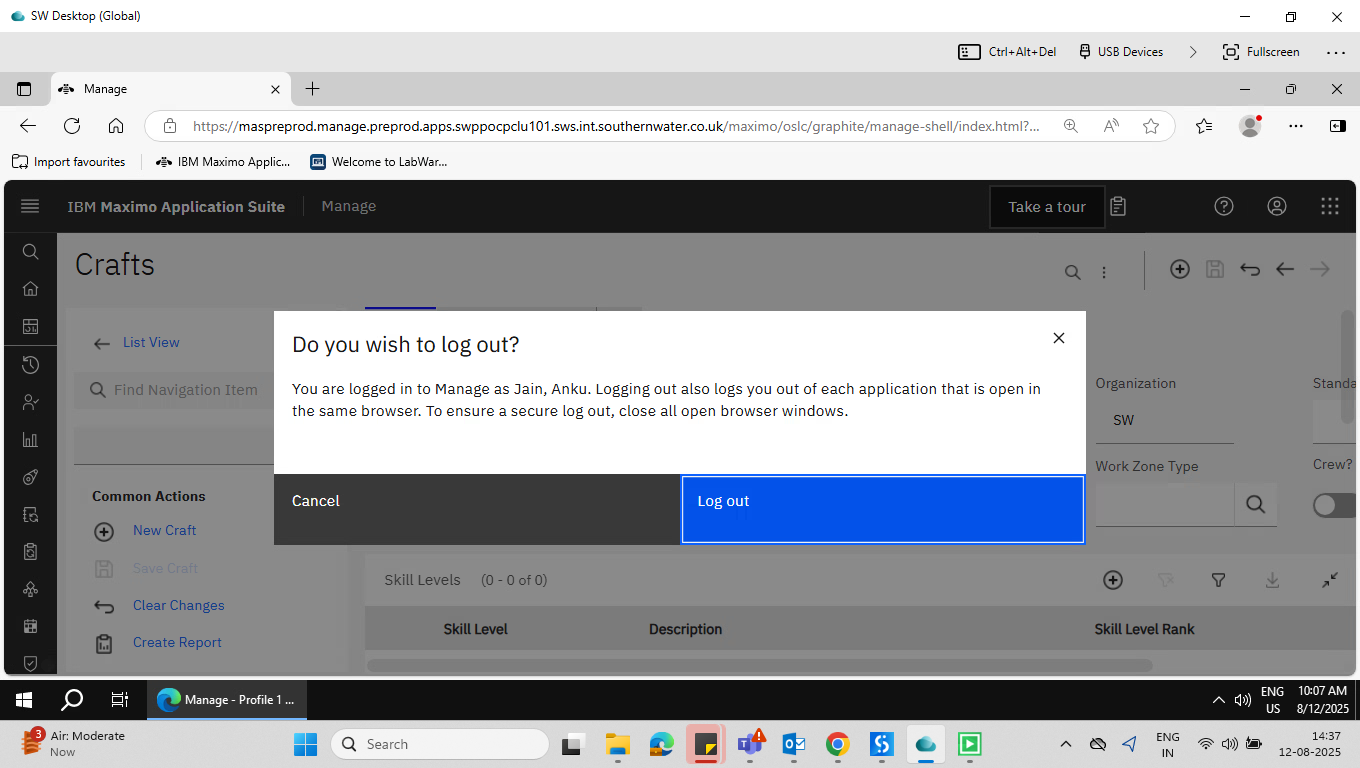 SW Desktop (Global)
Ctrl+Alt+Del
USB Devices
Fullscreen
Manage
https://maspreprod.manage.preprod.apps.swppocpclu101.sws.int.southernwater.co.uk/maximo/oslc/graphite/manage-shell/index.html?...
Import favourites
IBM Maximo Applic...
Welcome to LabWar...
IBM Maximo Application Suite
Manage
Take a tour
Crafts
List View
Find Navigation Item
Do you wish to log out?
You are logged in to Manage as Jain, Anku. Logging out also logs you out of each application that is open in
the same browser. To ensure a secure log out, close all open browser windows.
Cancel
Log out
Organization
Standa
SW
Work Zone Type
Crew?
Common Actions
New Craft
Save Craft
Clear Changes
Create Report
Skill Levels
(0 - 0 of 0)
Skill Level
Description
Skill Level Rank
Manage - Profile 1 ...
ENG
US
10:07 AM
8/12/2025
3
Air: Moderate
Now
Search
ENG
IN
14:37
12-08-2025